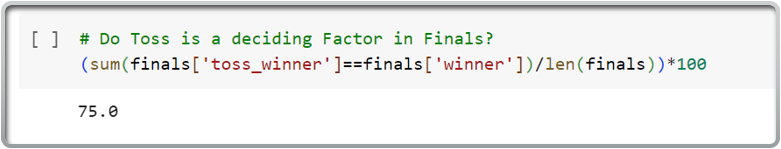 [ ] # Do Toss is a deciding Factor in Finals?
(sum(finals['toss_winner']==finals['winner'])/len(finals))*100
75.0